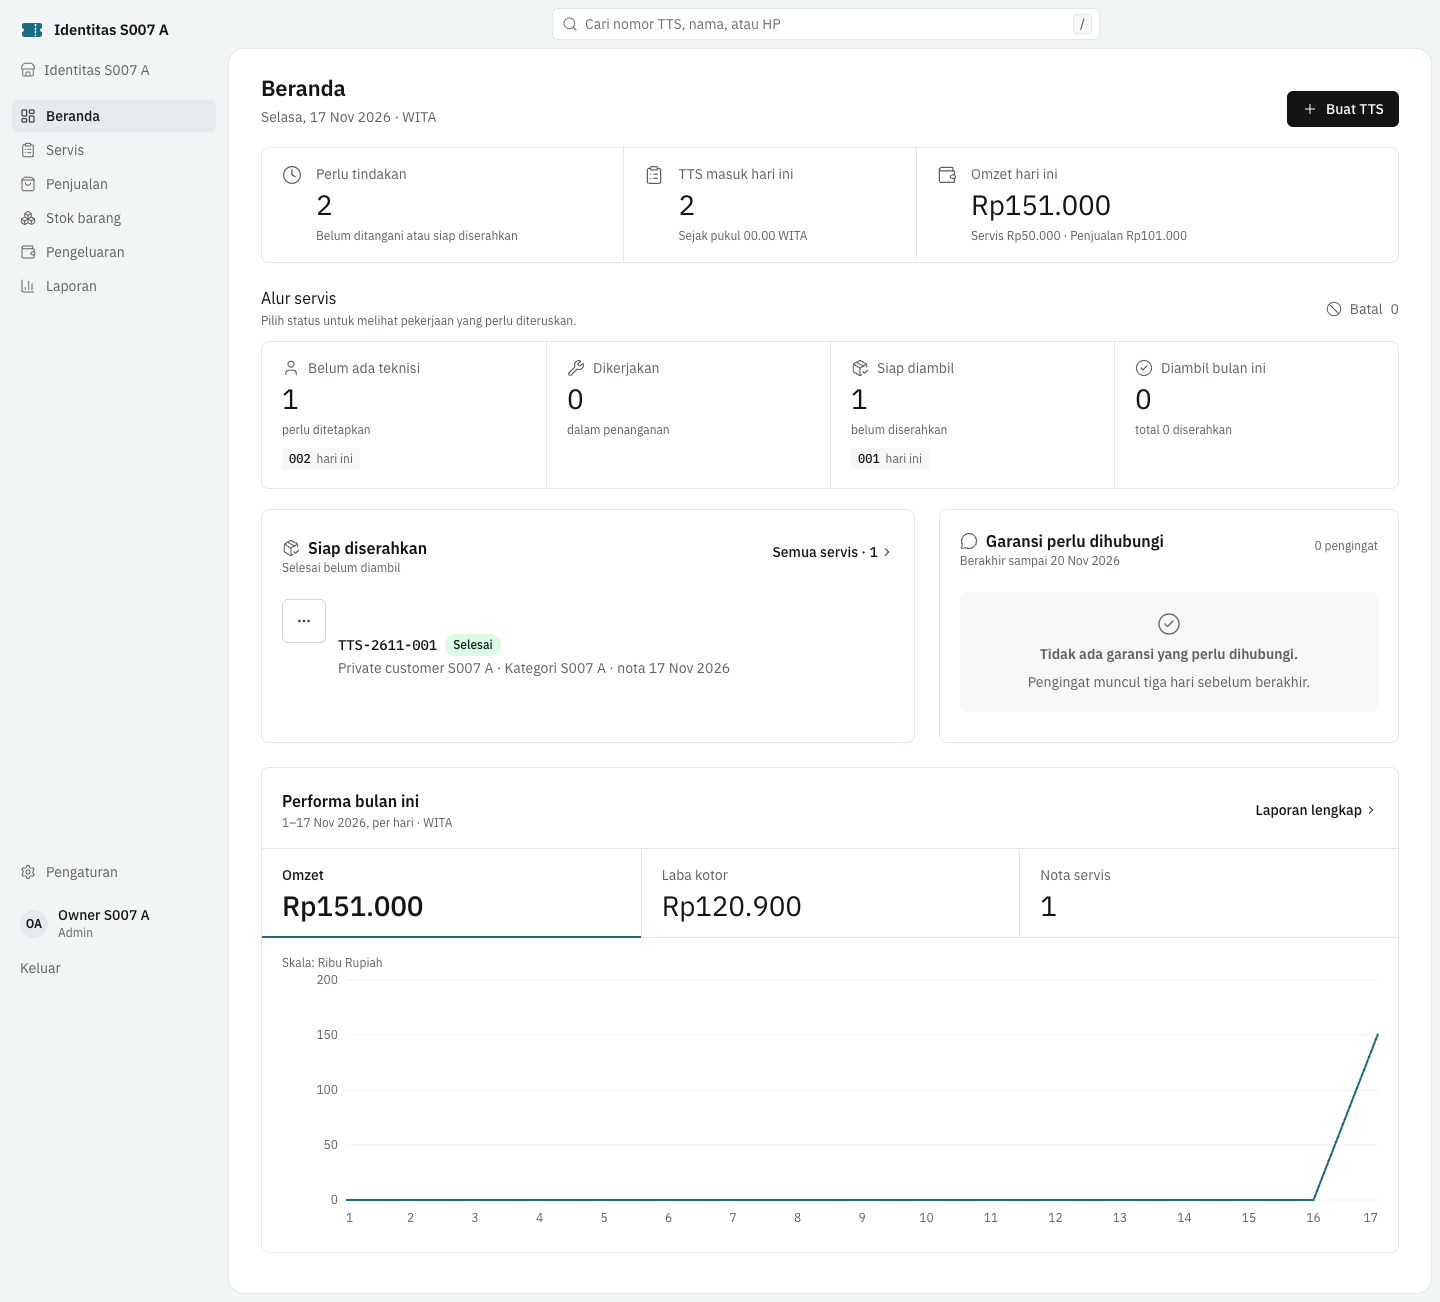 Identitas S007 A
Cari nomor TTS, nama, atau HP
/
Identitas S007 A
Beranda
Servis
Penjualan
Stok barang
Pengeluaran
Laporan
Pengaturan
OA
Owner S007 A
Admin
Keluar
Beranda
Selasa, 17 Nov 2026 · WITA
Buat TTS
Perlu tindakan
2
Belum ditangani atau siap diserahkan
TTS masuk hari ini
2
Sejak pukul 00.00 WITA
Omzet hari ini
Rp151.000
Servis Rp50.000 · Penjualan Rp101.000
Alur servis
Pilih status untuk melihat pekerjaan yang perlu diteruskan.
Batal 0
Belum ada teknisi
1
perlu ditetapkan
002 hari ini
Dikerjakan
0
dalam penanganan
Siap diambil
1
belum diserahkan
001 hari ini
Diambil bulan ini
0
total 0 diserahkan
Siap diserahkan
Selesai belum diambil
Semua servis · 1
...
TTS-2611-001 Selesai
Private customer S007 A · Kategori S007 A · nota 17 Nov 2026
Garansi perlu dihubungi
Berakhir sampai 20 Nov 2026
0 pengingat
Tidak ada garansi yang perlu dihubungi.
Pengingat muncul tiga hari sebelum berakhir.
Performa bulan ini
1–17 Nov 2026, per hari · WITA
Laporan lengkap
Omzet
Rp151.000
Laba kotor
Rp120.900
Nota servis
1
Skala: Ribu Rupiah
200
150
100
50
0
1 2 3 4 5 6 7 8 9 10 11 12 13 14 15 16 17